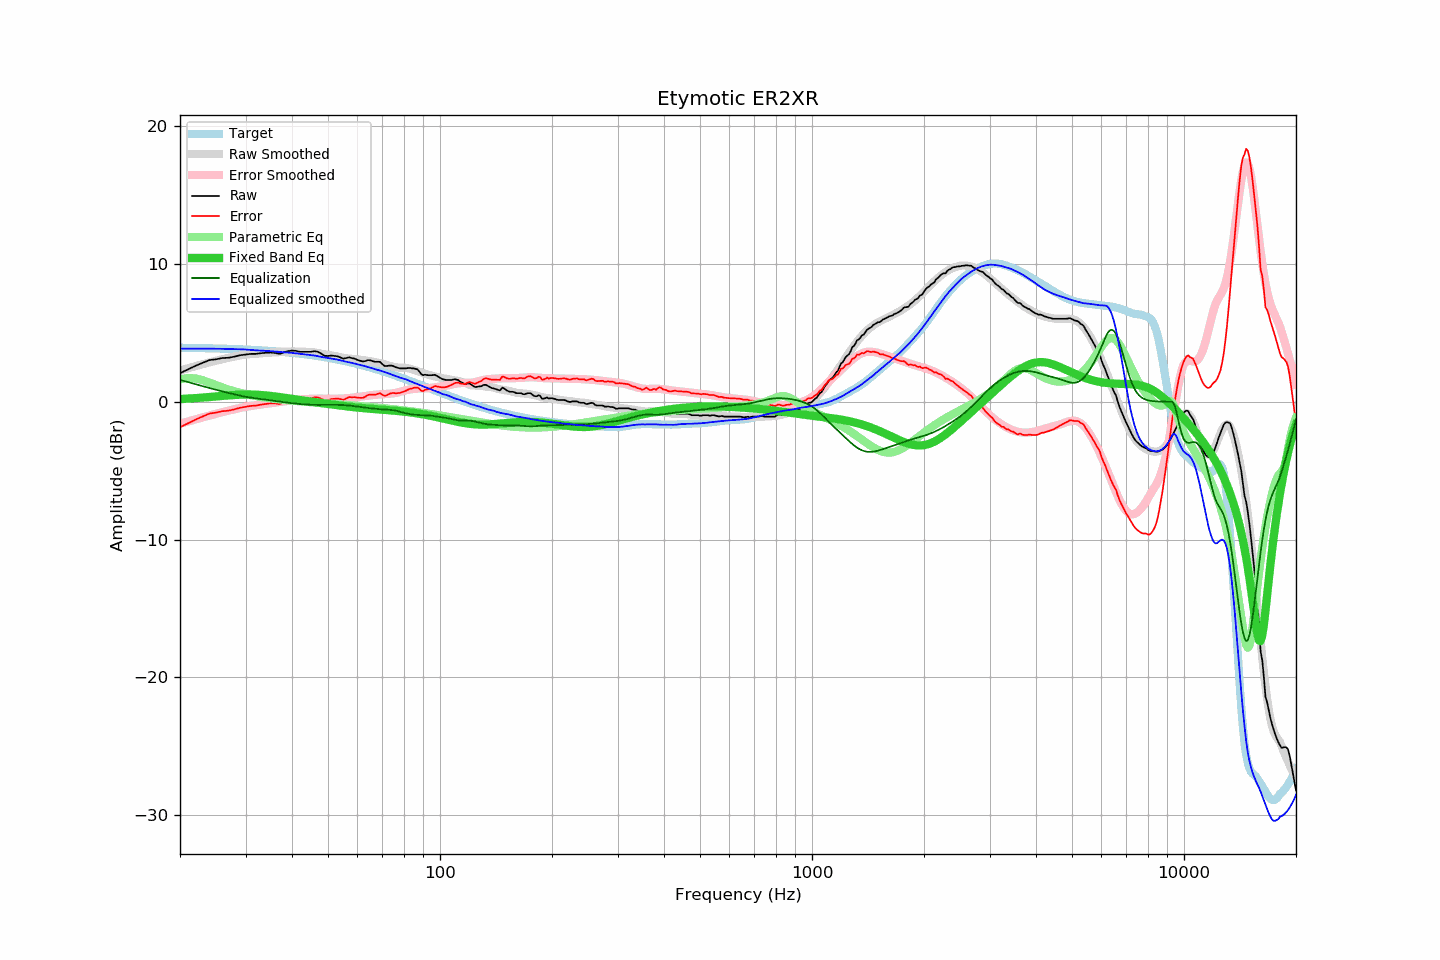 Etymotic ER2XR
Target
Raw Smoothed
Error Smoothed
Raw
Error
Parametric Eq
Fixed Band Eq
Equalization
Equalized smoothed
20
10
0
−10
−20
−30
Amplitude (dBr)
100
1000
10000
Frequency (Hz)